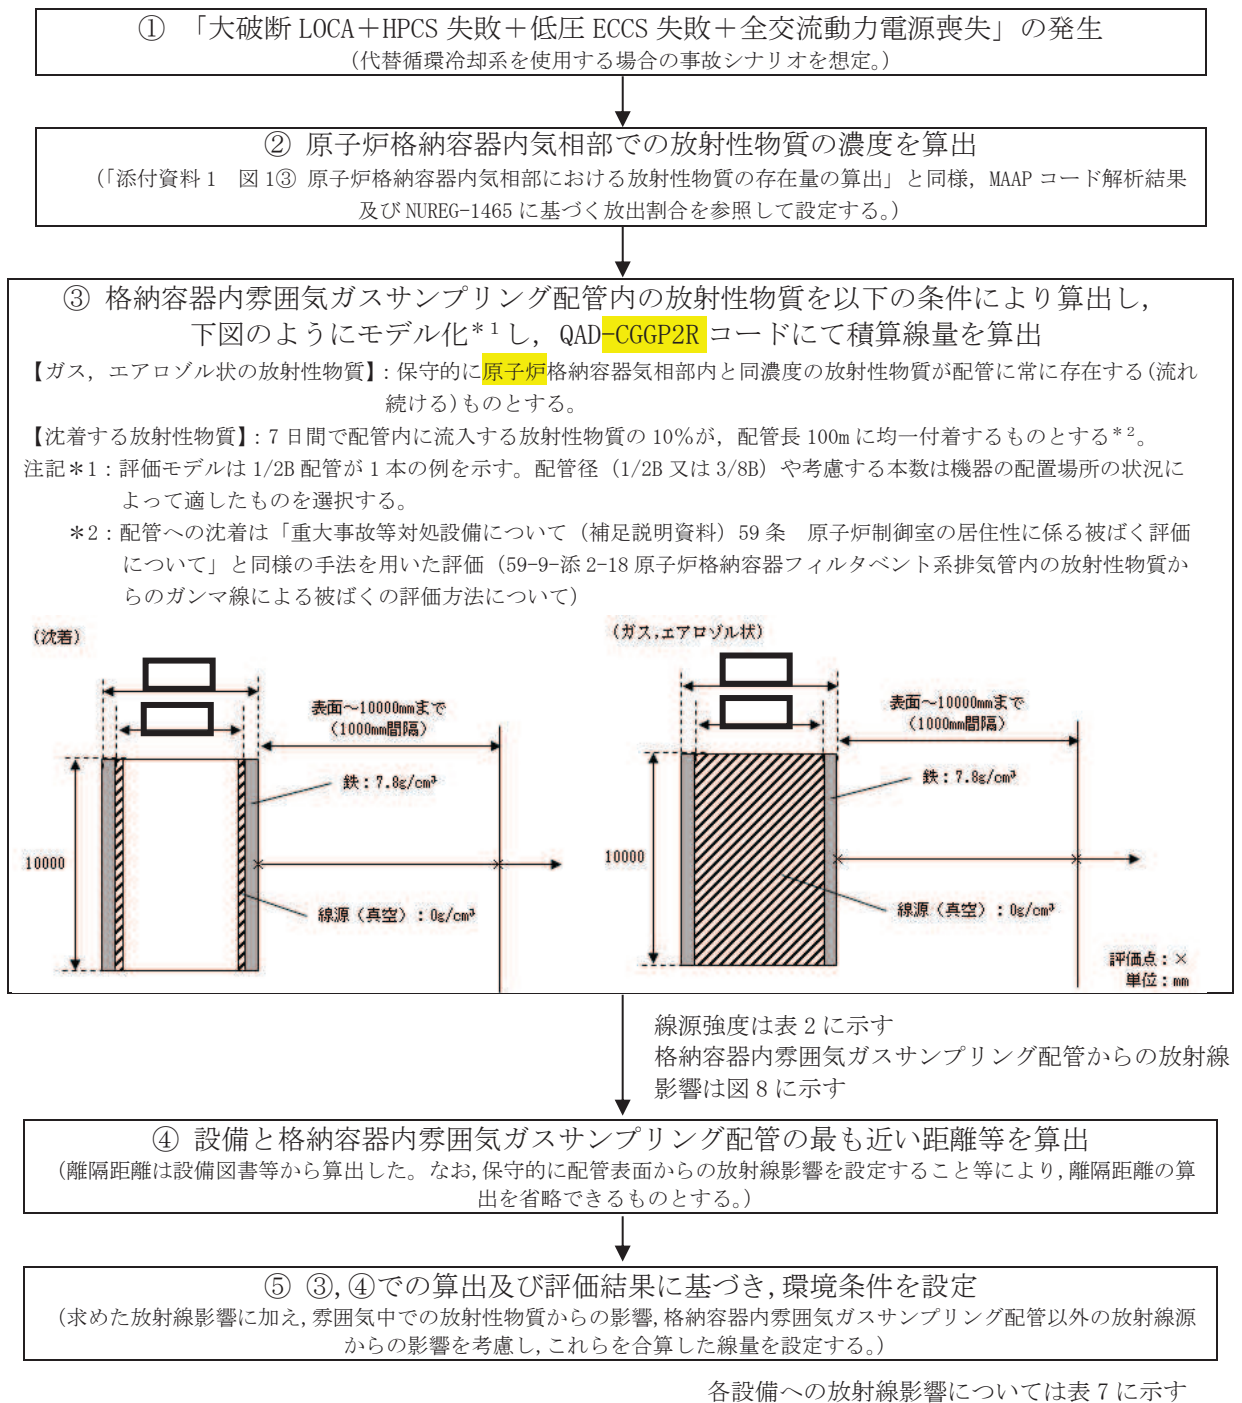 ① 「大破断 LOCA＋HPCS 失敗＋低圧 ECCS 失敗＋全交流動力電源喪失」の発生
(代替循環冷却系を使用する場合の事故シナリオを想定。)
② 原子炉格納容器内気相部での放射性物質の濃度を算出
(「添付資料 1　図 1③ 原子炉格納容器内気相部における放射性物質の存在量の算出」と同様, MAAP コード解析結果
及び NUREG-1465 に基づく放出割合を参照して設定する。)
③ 格納容器内雰囲気ガスサンプリング配管内の放射性物質を以下の条件により算出し,
下図のようにモデル化＊1し, QAD-CGGP2R コードにて積算線量を算出
【ガス, エアロゾル状の放射性物質】：保守的に原子炉格納容器気相部内と同濃度の放射性物質が配管に常に存在する(流れ
続ける)ものとする。
【沈着する放射性物質】：7 日間で配管内に流入する放射性物質の 10％が, 配管長 100m に均一付着するものとする＊2。
注記＊1：評価モデルは 1/2B 配管が 1 本の例を示す。配管径（1/2B 又は 3/8B）や考慮する本数は機器の配置場所の状況に
よって適したものを選択する。
＊2：配管への沈着は「重大事故等対処設備について（補足説明資料）59 条　原子炉制御室の居住性に係る被ばく評価
について」と同様の手法を用いた評価（59-9-添 2-18 原子炉格納容器フィルタベント系排気管内の放射性物質か
らのガンマ線による被ばくの評価方法について）
(沈着)
表面～10000mmまで
(1000mm間隔)
鉄：7.8g/cm³
10000
線源（真空）：0g/cm³
(ガス,エアロゾル状)
表面～10000mmまで
(1000mm間隔)
鉄：7.8g/cm³
10000
線源（真空）：0g/cm³
評価点：×
単位：mm
線源強度は表 2 に示す
格納容器内雰囲気ガスサンプリング配管からの放射線
影響は図 8 に示す
④ 設備と格納容器内雰囲気ガスサンプリング配管の最も近い距離等を算出
(離隔距離は設備図書等から算出した。なお,保守的に配管表面からの放射線影響を設定すること等により,離隔距離の算
出を省略できるものとする。)
⑤ ③,④での算出及び評価結果に基づき,環境条件を設定
(求めた放射線影響に加え,雰囲気中での放射性物質からの影響,格納容器内雰囲気ガスサンプリング配管以外の放射線源
からの影響を考慮し,これらを合算した線量を設定する。)
各設備への放射線影響については表 7 に示す